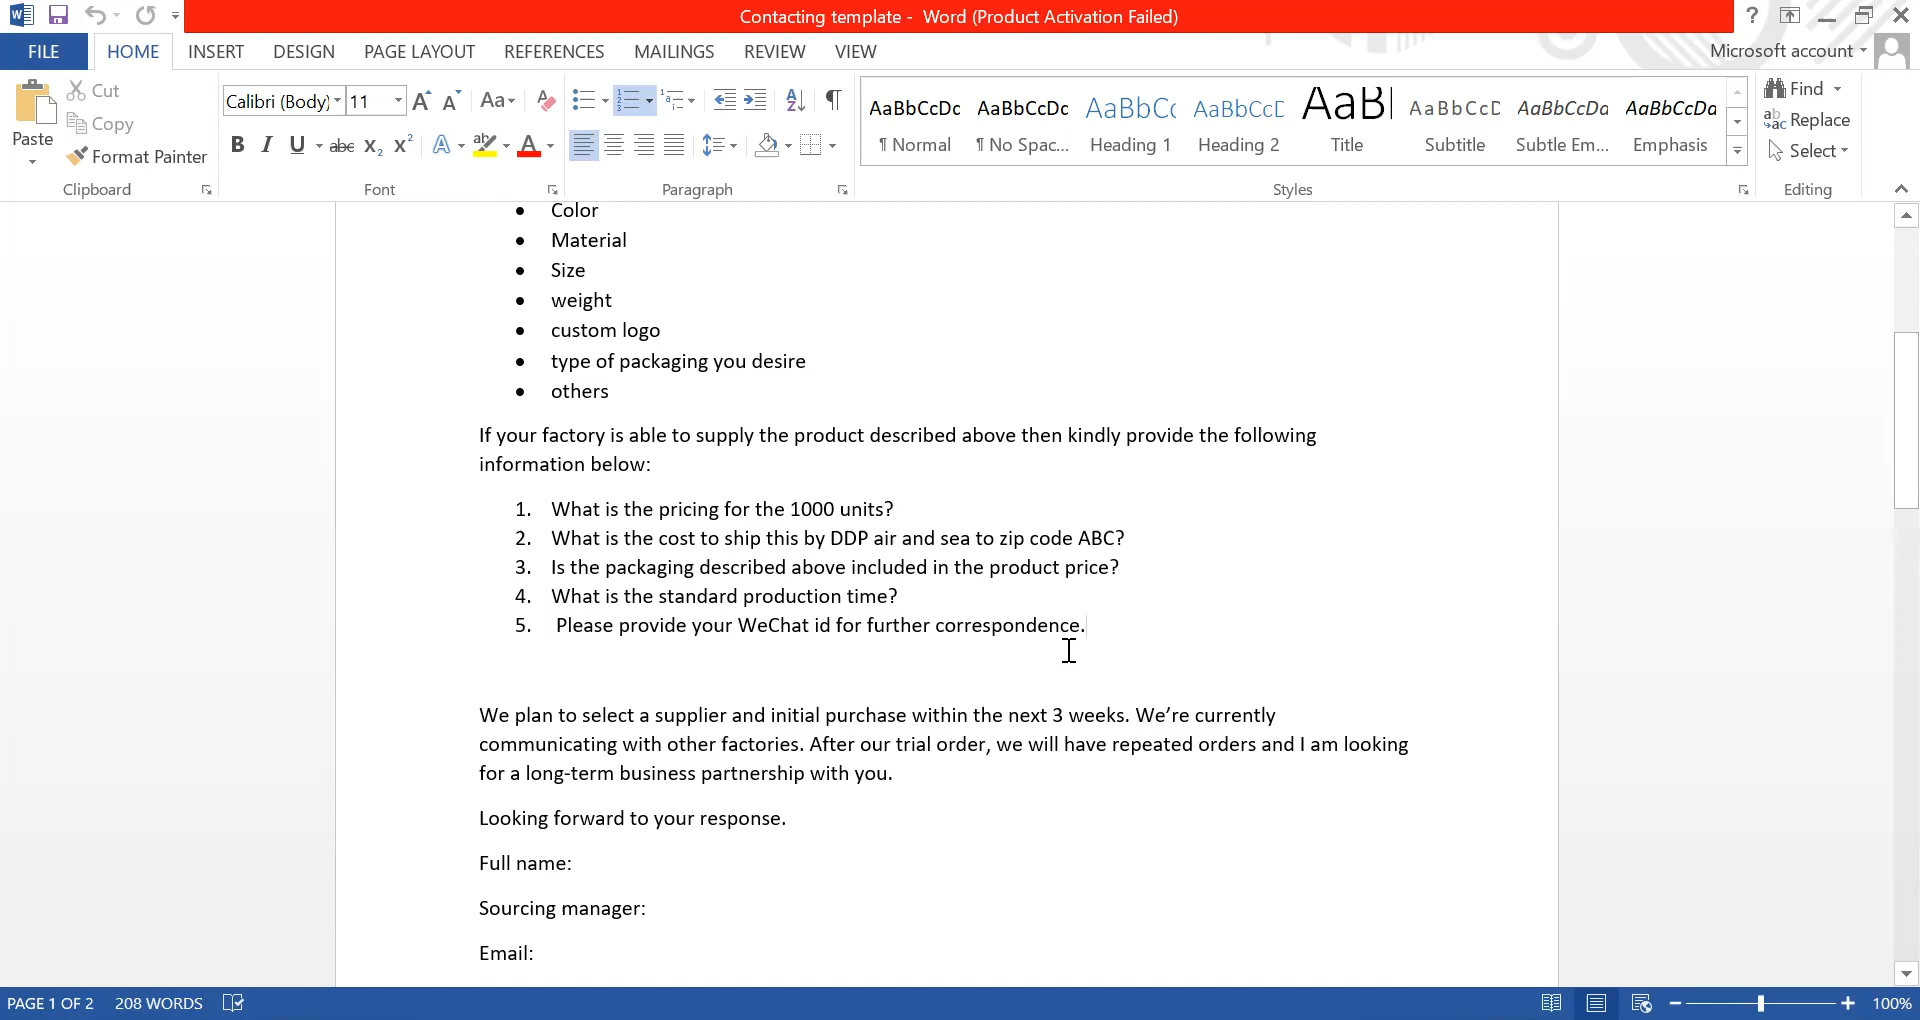 Contacting template - Word (Product Activation Failed)
?
FILE HOME INSERT DESIGN PAGE LAYOUT REFERENCES MAILINGS REVIEW VIEW Microsoft account
Paste
Cut
Copy
Format Painter
Clipboard
Calibri (Body) 11 Aa
B I U abc X₂ X² A ab A
Font
Paragraph
AaBbCcDc AaBbCcDc AaBbCc AaBbCcD AaBl AaBbCcD AaBbCcDa AaBbCcDa
¶ Normal ¶ No Spac... Heading 1 Heading 2 Title Subtitle Subtle Em... Emphasis
Styles
Find
Replace
Select
Editing
• Color
• Material
• Size
• weight
• custom logo
• type of packaging you desire
• others
If your factory is able to supply the product described above then kindly provide the following
information below:
1. What is the pricing for the 1000 units?
2. What is the cost to ship this by DDP air and sea to zip code ABC?
3. Is the packaging described above included in the product price?
4. What is the standard production time?
5. Please provide your WeChat id for further correspondence.
We plan to select a supplier and initial purchase within the next 3 weeks. We’re currently
communicating with other factories. After our trial order, we will have repeated orders and I am looking
for a long-term business partnership with you.
Looking forward to your response.
Full name:
Sourcing manager:
Email:
PAGE 1 OF 2 208 WORDS 100%